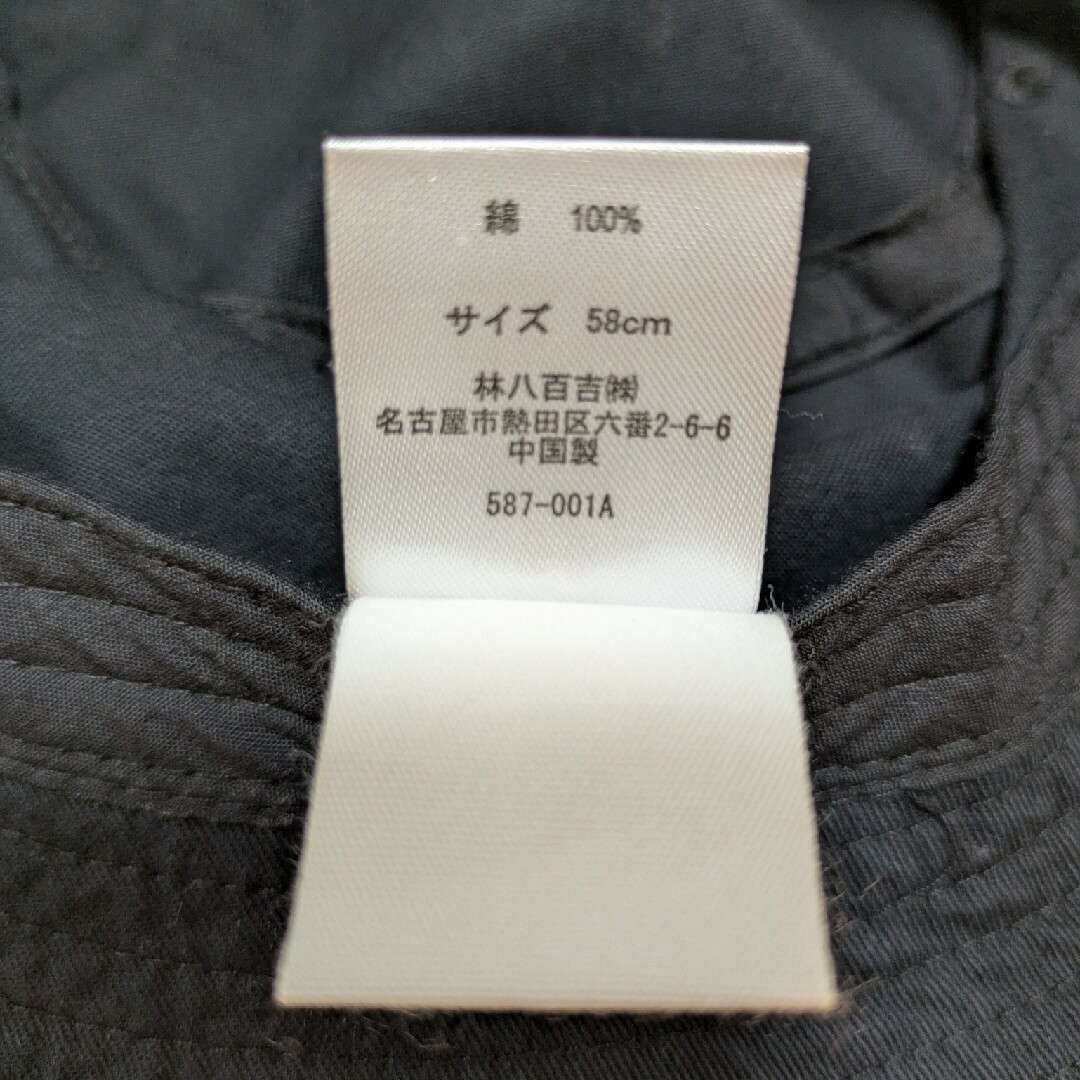 綿 100%
サイズ 58cm
林八百吉㈱
名古屋市熱田区六番2-6-6
中国製
587-001A